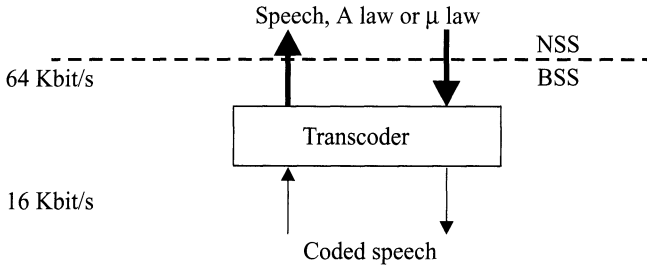 Speech, A law or μ law
NSS
64 Kbit/s
BSS
Transcoder
16 Kbit/s
Coded speech